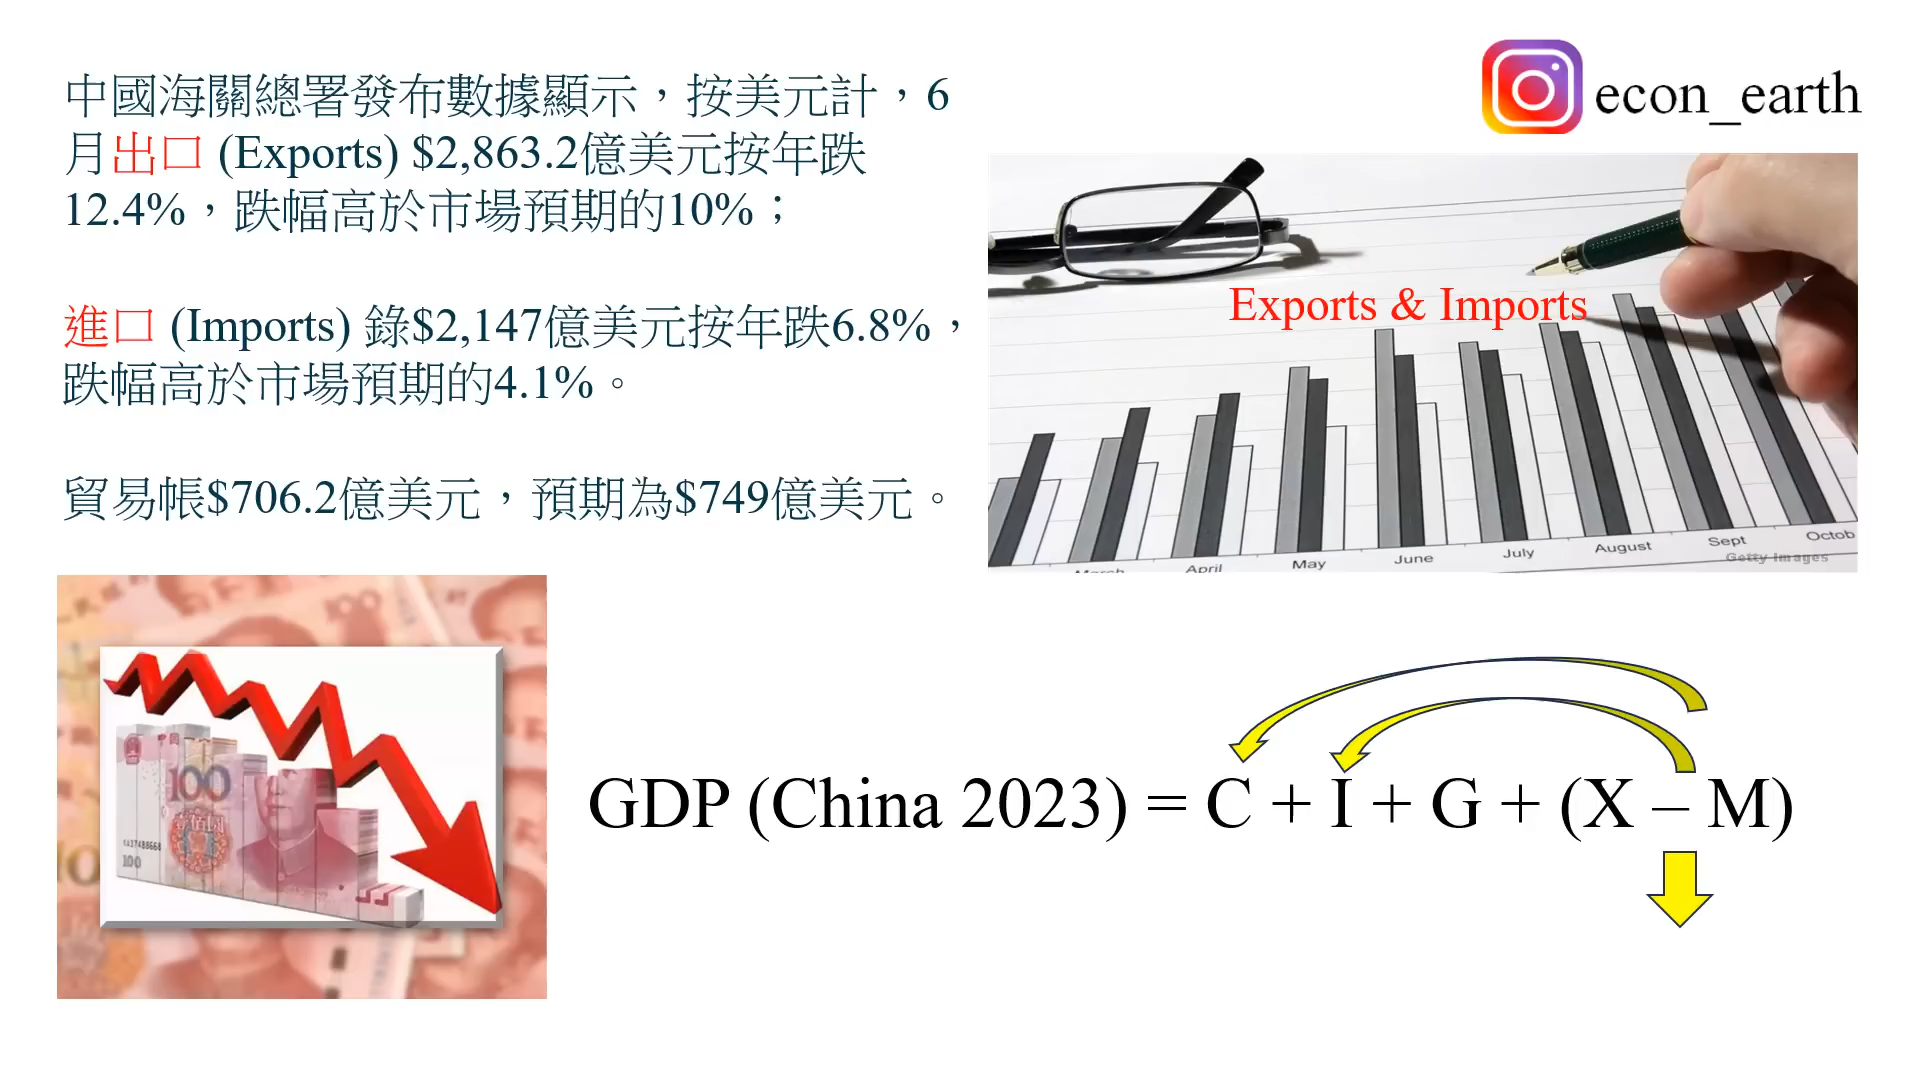 中國海關總署發布數據顯示，按美元計，6
月出口 (Exports) $2,863.2億美元按年跌
12.4%，跌幅高於市場預期的10%；
進口 (Imports) 錄$2,147億美元按年跌6.8%，
跌幅高於市場預期的4.1%。
貿易帳$706.2億美元，預期為$749億美元。
econ_earth
Exports & Imports
March
April
May
June
July
August
Sept
Octob
Getty Images
100
100
GDP (China 2023) = C + I + G + (X – M)